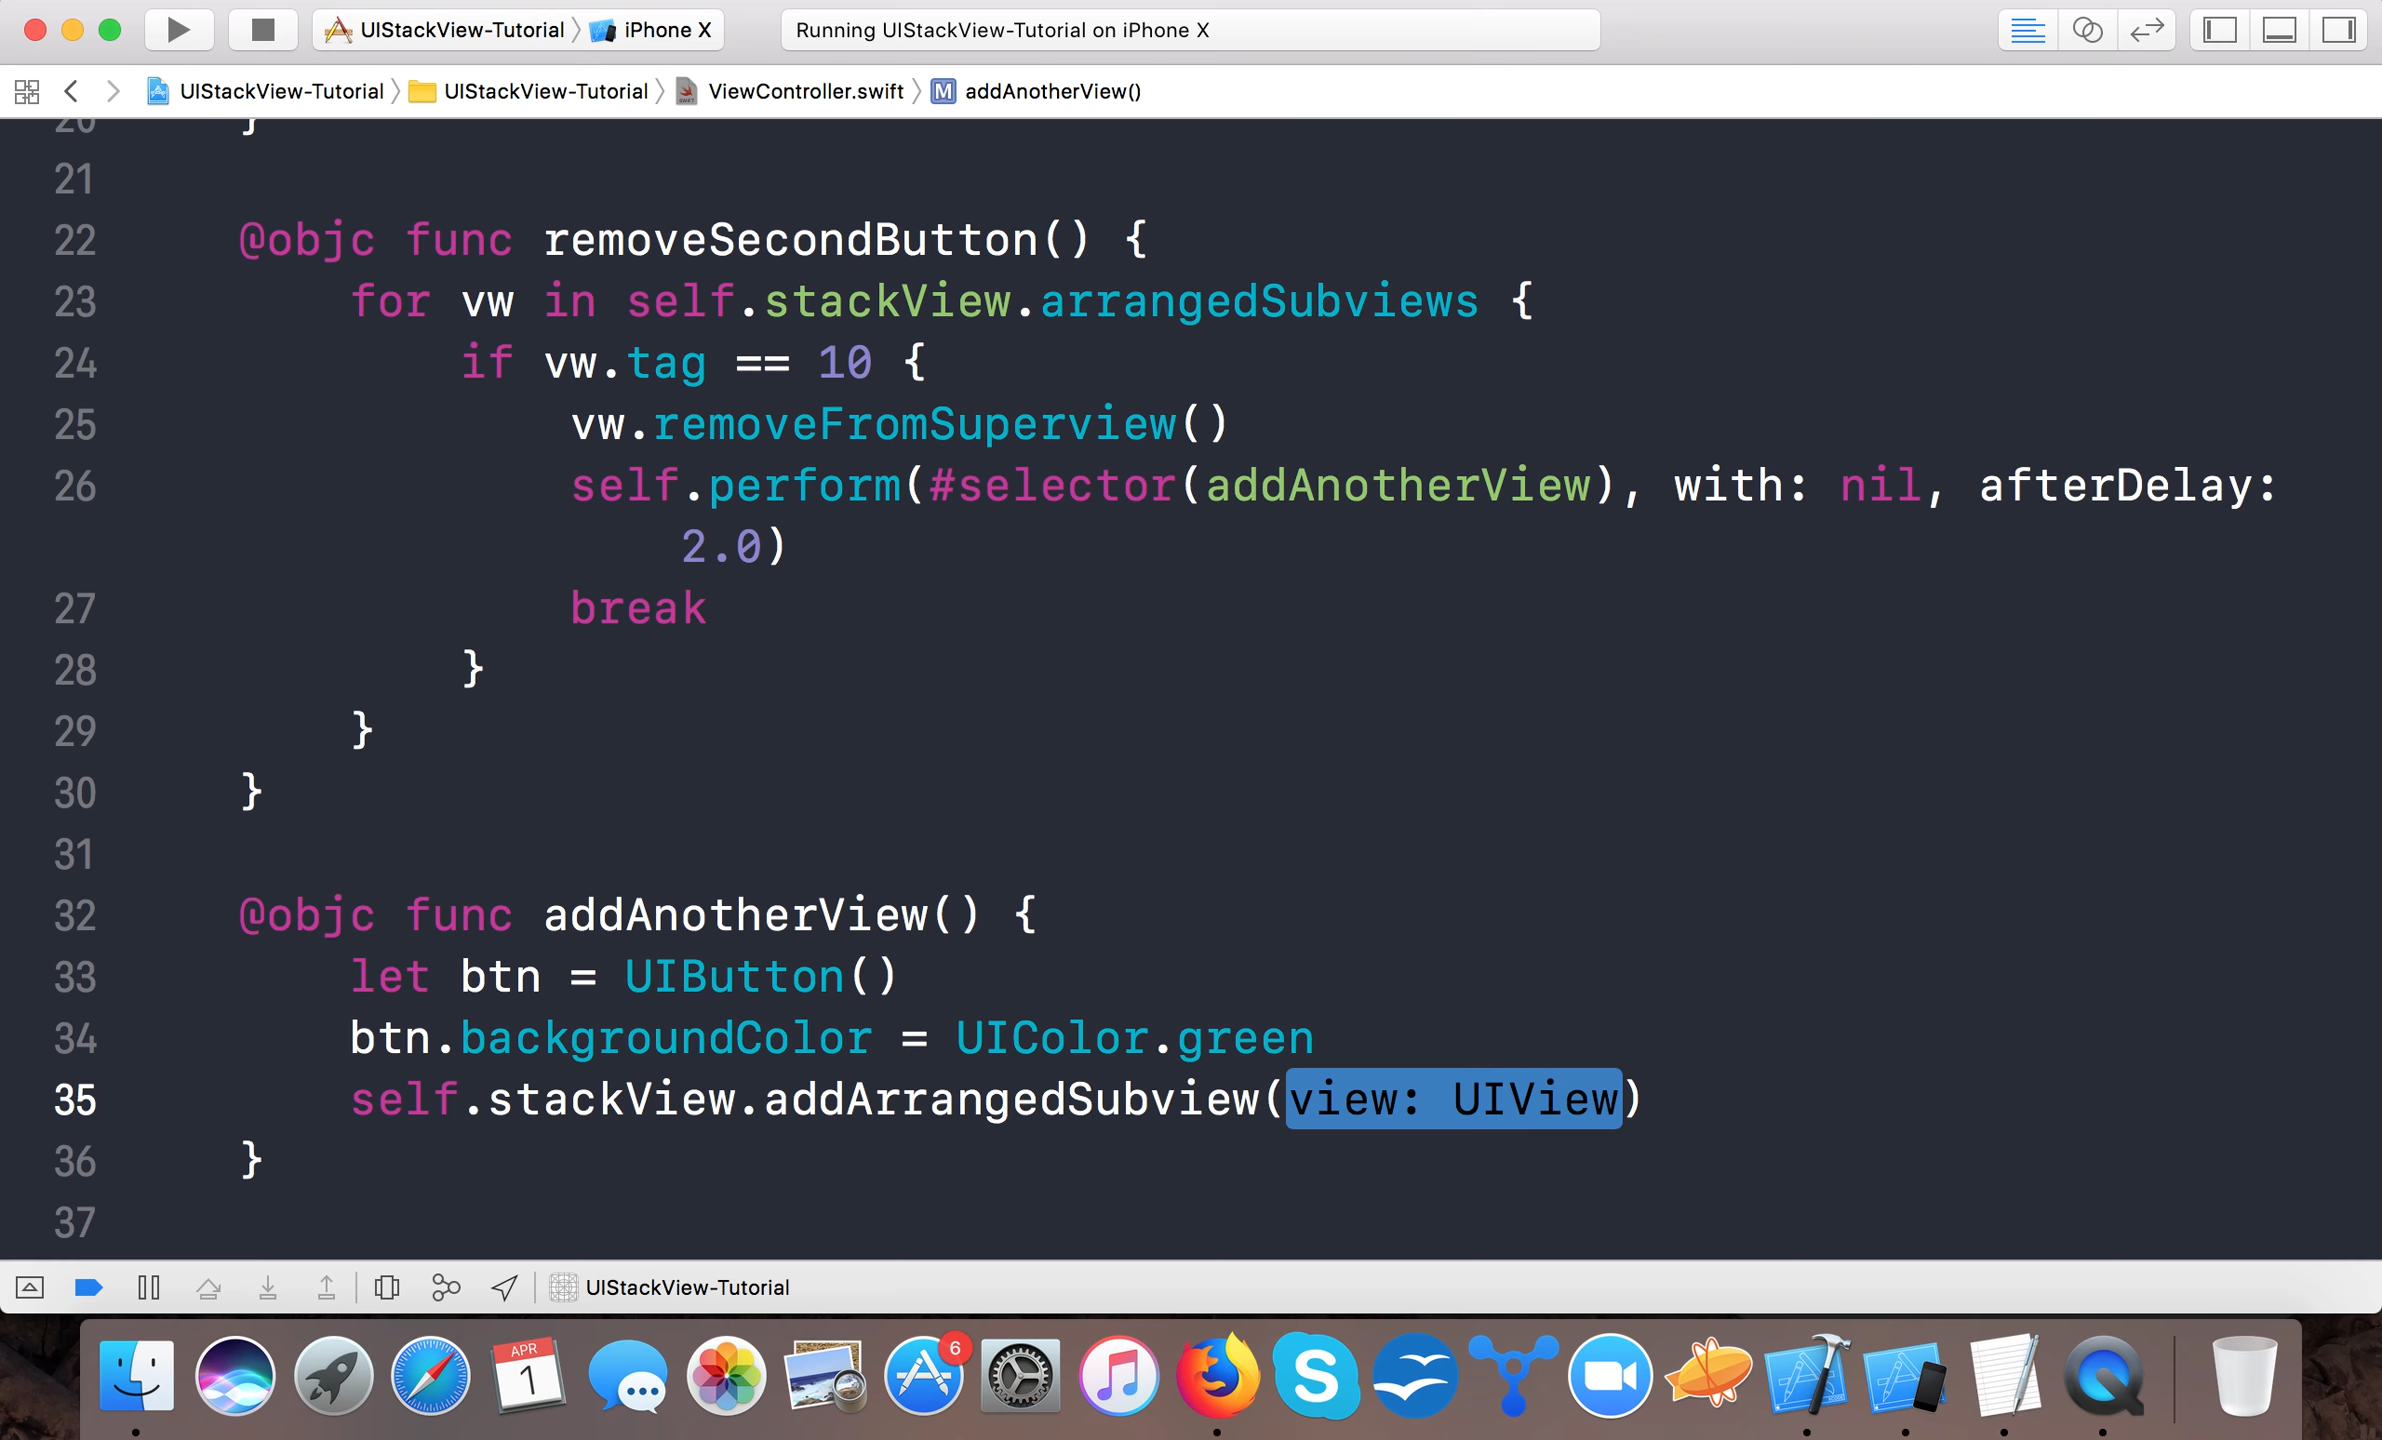 UIStackView-Tutorial iPhone X Running UIStackView-Tutorial on iPhone X
UIStackView-Tutorial UIStackView-Tutorial ViewController.swift M addAnotherView()
20 }
21
22 @objc func removeSecondButton() {
23 for vw in self.stackView.arrangedSubviews {
24 if vw.tag == 10 {
25 vw.removeFromSuperview()
26 self.perform(#selector(addAnotherView), with: nil, afterDelay:
2.0)
27 break
28 }
29 }
30 }
31
32 @objc func addAnotherView() {
33 let btn = UIButton()
34 btn.backgroundColor = UIColor.green
35 self.stackView.addArrangedSubview(view: UIView)
36 }
37
UIStackView-Tutorial
APR
1
6
S